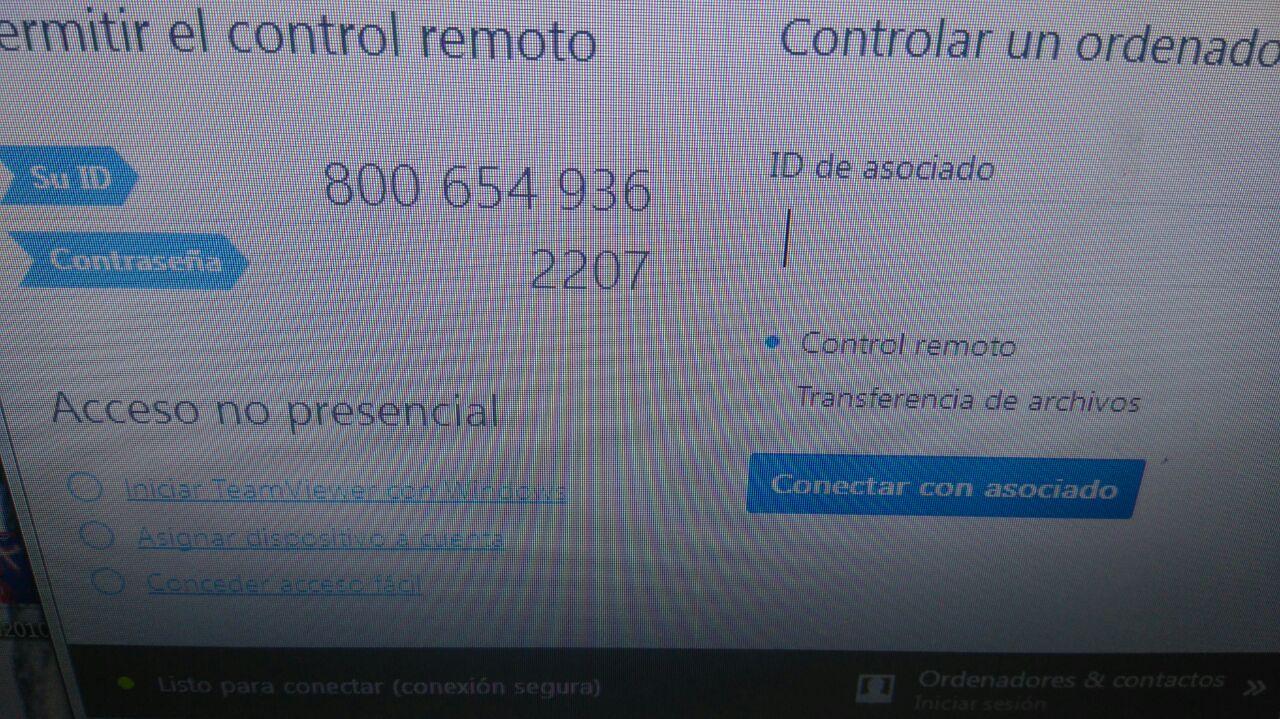 ermitir el control remoto
Su ID
800 654 936
Contraseña
2207
Acceso no presencial
Iniciar TeamViewer con Windows
Asignar dispositivo a cuenta
Conceder acceso fácil
Controlar un ordenado
ID de asociado
Control remoto
Transferencia de archivos
Conectar con asociado
Listo para conectar (conexión segura)
Ordenadores & contactos
Iniciar sesión